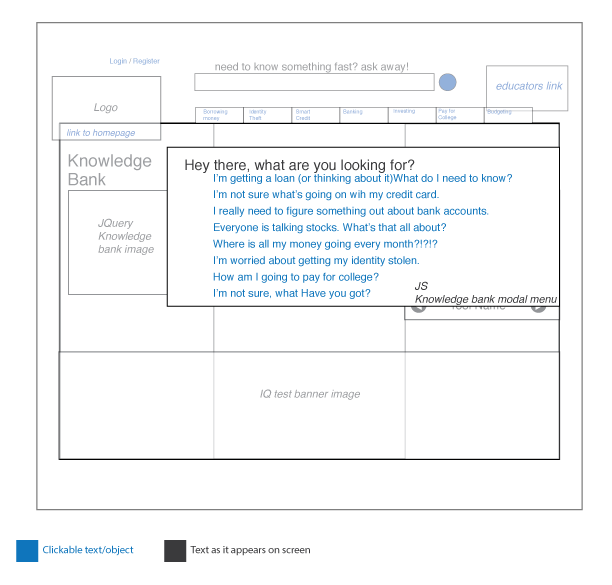 Login / Register
need to know something fast? ask away!
educators link
Logo
link to homepage
Borrowing money
Identity Theft
Smart Credit
Banking
Investing
Pay for College
Budgeting
Knowledge Bank
JQuery
Knowledge
bank image
Hey there, what are you looking for?
I'm getting a loan (or thinking about it)What do I need to know?
I'm not sure what's going on wih my credit card.
I really need to figure something out about bank accounts.
Everyone is talking stocks. What's that all about?
Where is all my money going every month?!?!?
I'm worried about getting my identity stolen.
How am I going to pay for college?
I'm not sure, what Have you got?
JS
Knowledge bank modal menu
Tool Name
IQ test banner image
Clickable text/object
Text as it appears on screen